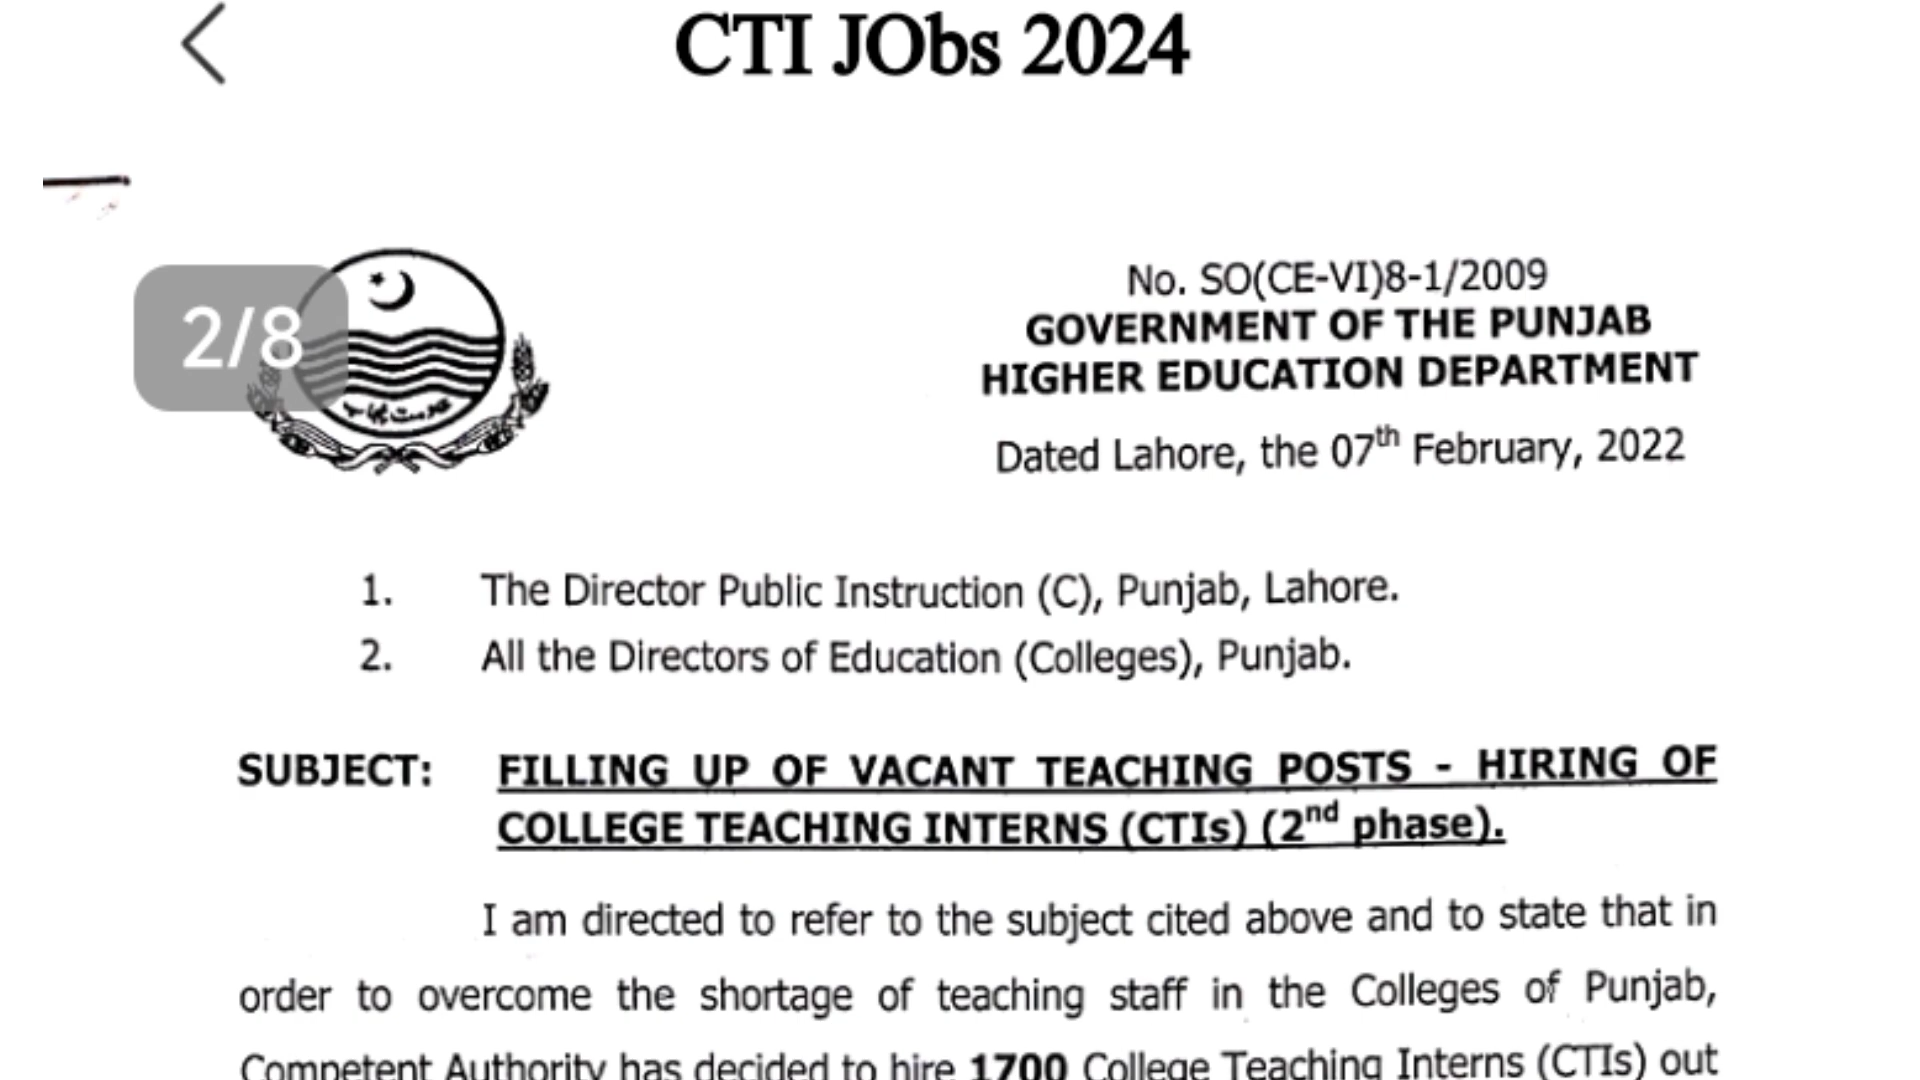 CTI JObs 2024
2/8
No. SO(CE-VI)8-1/2009
GOVERNMENT OF THE PUNJAB
HIGHER EDUCATION DEPARTMENT
Dated Lahore, the 07th February, 2022
1. The Director Public Instruction (C), Punjab, Lahore.
2. All the Directors of Education (Colleges), Punjab.
SUBJECT: FILLING UP OF VACANT TEACHING POSTS - HIRING OF
COLLEGE TEACHING INTERNS (CTIs) (2nd phase).
I am directed to refer to the subject cited above and to state that in
order to overcome the shortage of teaching staff in the Colleges of Punjab,
Competent Authority has decided to hire 1700 College Teaching Interns (CTIs) out